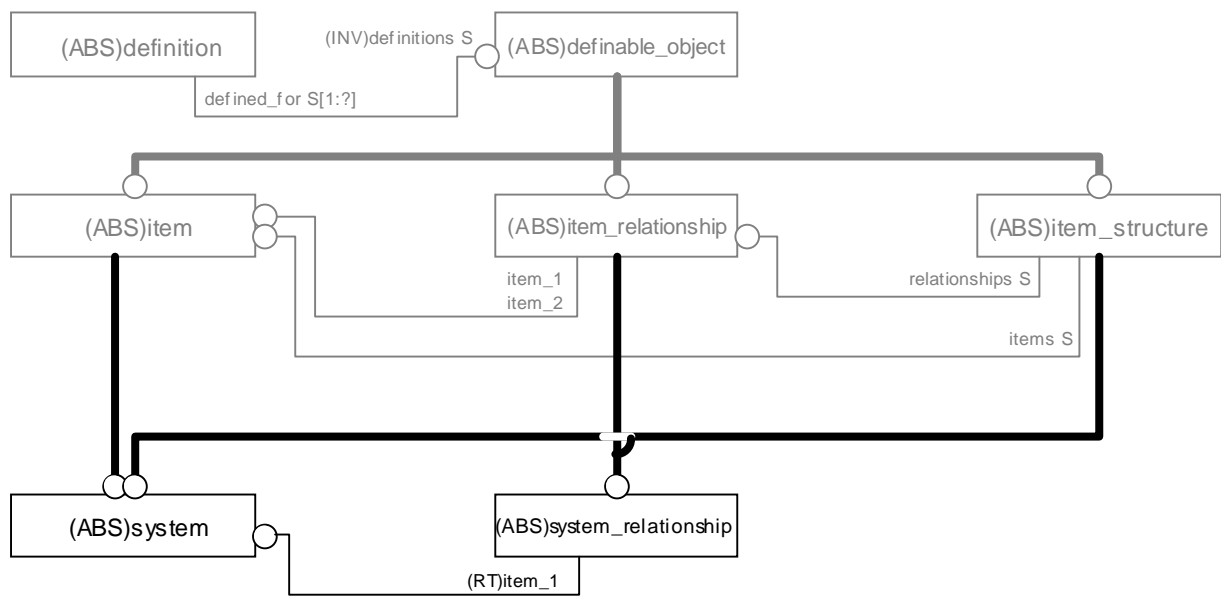 (ABS)definition
(INV)definitions S
(ABS)definable_object
defined_for S[1:?]
(ABS)item
(ABS)item_relationship
(ABS)item_structure
item_1
item_2
relationships S
items S
(ABS)system
(ABS)system_relationship
(RT)item_1